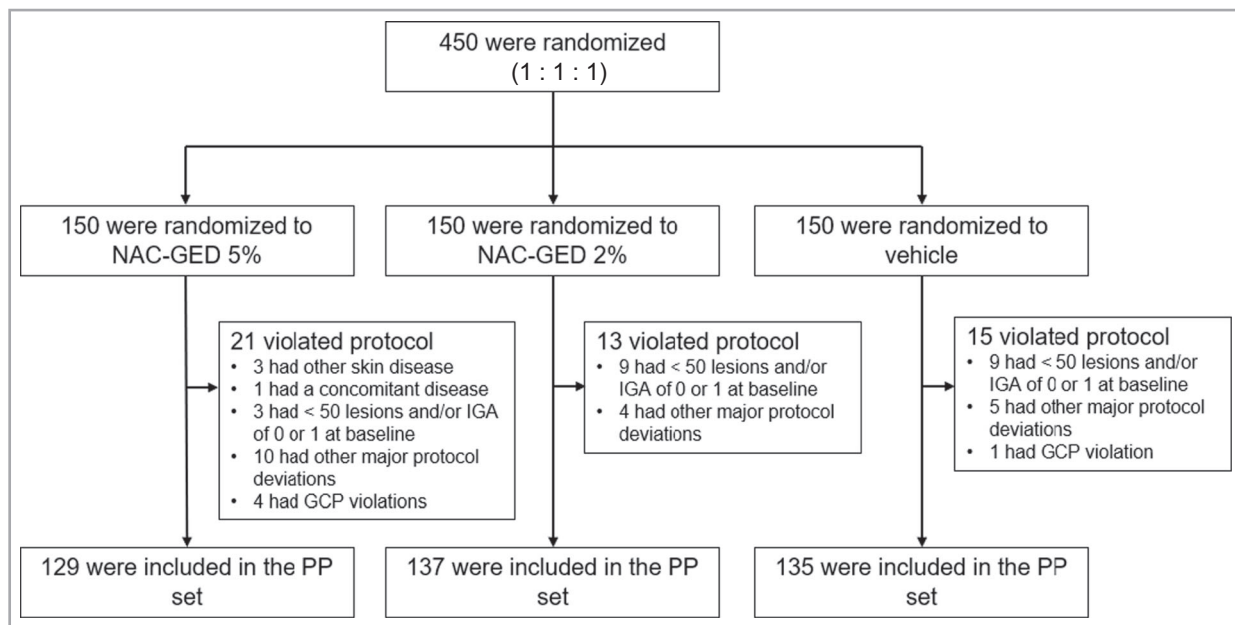 450 were randomized
(1 : 1 : 1)
150 were randomized to
NAC-GED 5%
150 were randomized to
NAC-GED 2%
150 were randomized to
vehicle
21 violated protocol
• 3 had other skin disease
• 1 had a concomitant disease
• 3 had < 50 lesions and/or IGA
of 0 or 1 at baseline
• 10 had other major protocol
deviations
• 4 had GCP violations
13 violated protocol
• 9 had < 50 lesions and/or
IGA of 0 or 1 at baseline
• 4 had other major protocol
deviations
15 violated protocol
• 9 had < 50 lesions and/or
IGA of 0 or 1 at baseline
• 5 had other major protocol
deviations
• 1 had GCP violation
129 were included in the PP
set
137 were included in the PP
set
135 were included in the PP
set